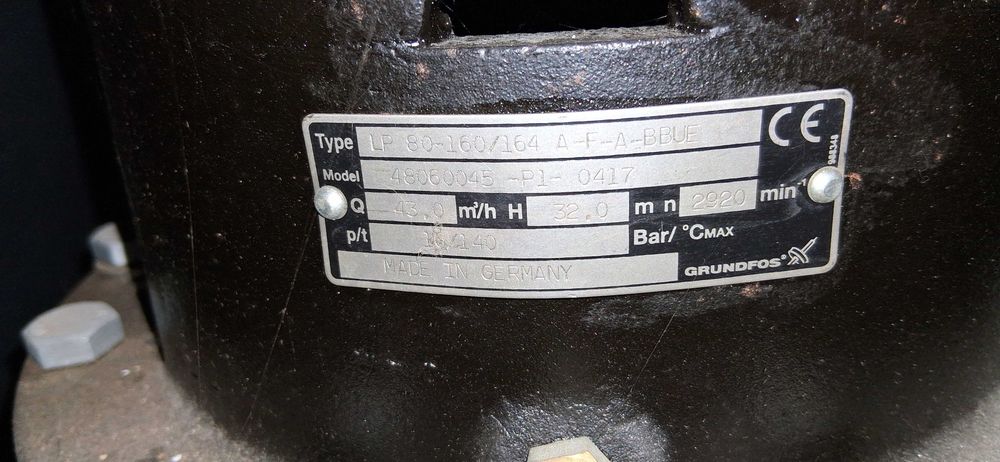 Type LP 80-160/164 A-F-A-BBUE CE
Model 48060045 -P1- 0417
Q 43.0 m³/h H 32.0 m n 2920 min⁻¹
p/t 10/140 Bar/ °CMAX
MADE IN GERMANY GRUNDFOS